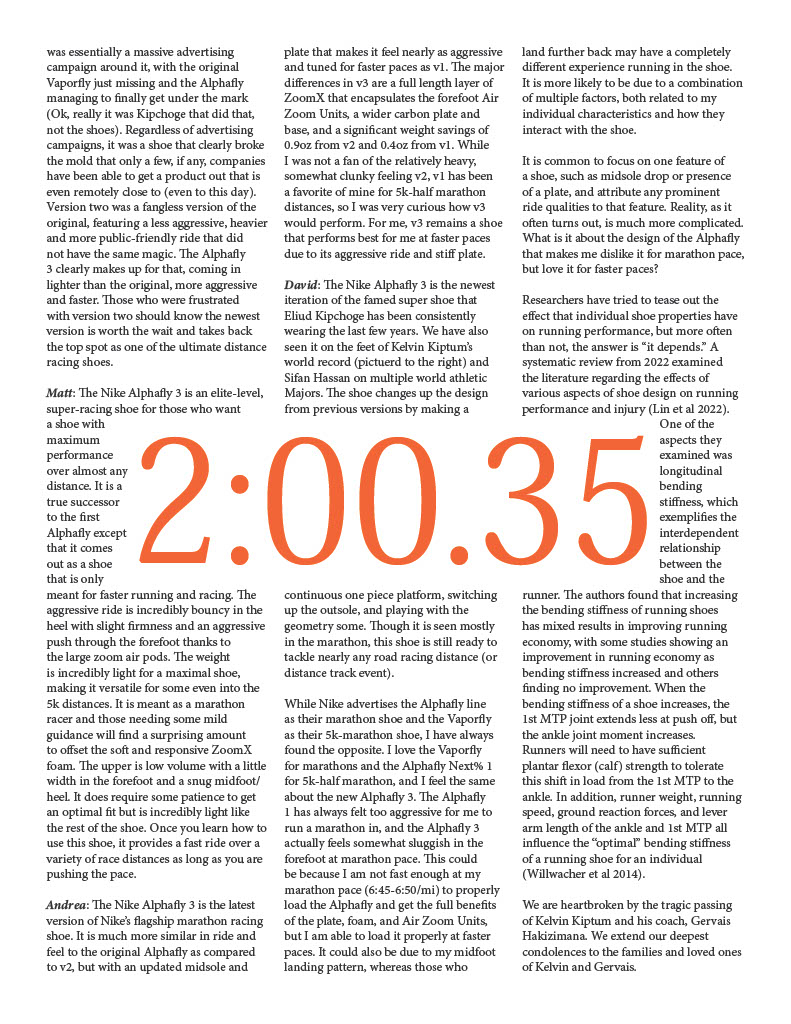 was essentially a massive advertising
campaign around it, with the original
Vaporfly just missing and the Alphafly
managing to finally get under the mark
(Ok, really it was Kipchoge that did that,
not the shoes). Regardless of advertising
campaigns, it was a shoe that clearly broke
the mold that only a few, if any, companies
have been able to get a product out that is
even remotely close to (even to this day).
Version two was a fangless version of the
original, featuring a less aggressive, heavier
and more public-friendly ride that did
not have the same magic. The Alphafly
3 clearly makes up for that, coming in
lighter than the original, more aggressive
and faster. Those who were frustrated
with version two should know the newest
version is worth the wait and takes back
the top spot as one of the ultimate distance
racing shoes.
Matt: The Nike Alphafly 3 is an elite-level,
super-racing shoe for those who want
a shoe with
maximum
performance
over almost any
distance. It is a
true successor
to the first
Alphafly except
that it comes
out as a shoe
that is only
meant for faster running and racing. The
aggressive ride is incredibly bouncy in the
heel with slight firmness and an aggressive
push through the forefoot thanks to
the large zoom air pods. The weight
is incredibly light for a maximal shoe,
making it versatile for some even into the
5k distances. It is meant as a marathon
racer and those needing some mild
guidance will find a surprising amount
to offset the soft and responsive ZoomX
foam. The upper is low volume with a little
width in the forefoot and a snug midfoot/
heel. It does require some patience to get
an optimal fit but is incredibly light like
the rest of the shoe. Once you learn how to
use this shoe, it provides a fast ride over a
variety of race distances as long as you are
pushing the pace.
Andrea: The Nike Alphafly 3 is the latest
version of Nike's flagship marathon racing
shoe. It is much more similar in ride and
feel to the original Alphafly as compared
to v2, but with an updated midsole and
plate that makes it feel nearly as aggressive
and tuned for faster paces as v1. The major
differences in v3 are a full length layer of
ZoomX that encapsulates the forefoot Air
Zoom Units, a wider carbon plate and
base, and a significant weight savings of
0.9oz from v2 and 0.4oz from v1. While
I was not a fan of the relatively heavy,
somewhat clunky feeling v2, v1 has been
a favorite of mine for 5k-half marathon
distances, so I was very curious how v3
would perform. For me, v3 remains a shoe
that performs best for me at faster paces
due to its aggressive ride and stiff plate.
David: The Nike Alphafly 3 is the newest
iteration of the famed super shoe that
Eliud Kipchoge has been consistently
wearing the last few years. We have also
seen it on the feet of Kelvin Kiptum's
world record (pictuerd to the right) and
Sifan Hassan on multiple world athletic
Majors. The shoe changes up the design
from previous versions by making a
2:00.35
continuous one piece platform, switching
up the outsole, and playing with the
geometry some. Though it is seen mostly
in the marathon, this shoe is still ready to
tackle nearly any road racing distance (or
distance track event).
While Nike advertises the Alphafly line
as their marathon shoe and the Vaporfly
as their 5k-marathon shoe, I have always
found the opposite. I love the Vaporfly
for marathons and the Alphafly Next% 1
for 5k-half marathon, and I feel the same
about the new Alphafly 3. The Alphafly
1 has always felt too aggressive for me to
run a marathon in, and the Alphafly 3
actually feels somewhat sluggish in the
forefoot at marathon pace. This could
be because I am not fast enough at my
marathon pace (6:45-6:50/mi) to properly
load the Alphafly and get the full benefits
of the plate, foam, and Air Zoom Units,
but I am able to load it properly at faster
paces. It could also be due to my midfoot
landing pattern, whereas those who
land further back may have a completely
different experience running in the shoe.
It is more likely to be due to a combination
of multiple factors, both related to my
individual characteristics and how they
interact with the shoe.
It is common to focus on one feature of
a shoe, such as midsole drop or presence
of a plate, and attribute any prominent
ride qualities to that feature. Reality, as it
often turns out, is much more complicated.
What is it about the design of the Alphafly
that makes me dislike it for marathon pace,
but love it for faster paces?
Researchers have tried to tease out the
effect that individual shoe properties have
on running performance, but more often
than not, the answer is “it depends.” A
systematic review from 2022 examined
the literature regarding the effects of
various aspects of shoe design on running
performance and injury (Lin et al 2022).
One of the
aspects they
examined was
longitudinal
bending
stiffness, which
exemplifies the
interdependent
relationship
between the
shoe and the
runner. The authors found that increasing
the bending stiffness of running shoes
has mixed results in improving running
economy, with some studies showing an
improvement in running economy as
bending stiffness increased and others
finding no improvement. When the
bending stiffness of a shoe increases, the
1st MTP joint extends less at push off, but
the ankle joint moment increases.
Runners will need to have sufficient
plantar flexor (calf) strength to tolerate
this shift in load from the 1st MTP to the
ankle. In addition, runner weight, running
speed, ground reaction forces, and lever
arm length of the ankle and 1st MTP all
influence the “optimal” bending stiffness
of a running shoe for an individual
(Willwacher et al 2014).
We are heartbroken by the tragic passing
of Kelvin Kiptum and his coach, Gervais
Hakizimana. We extend our deepest
condolences to the families and loved ones
of Kelvin and Gervais.